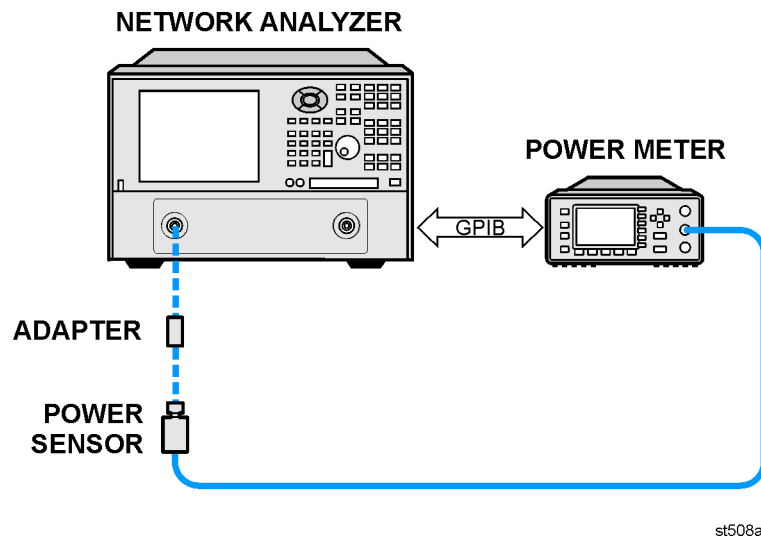 NETWORK ANALYZER
POWER METER
GPIB
ADAPTER
POWER
SENSOR
st508a